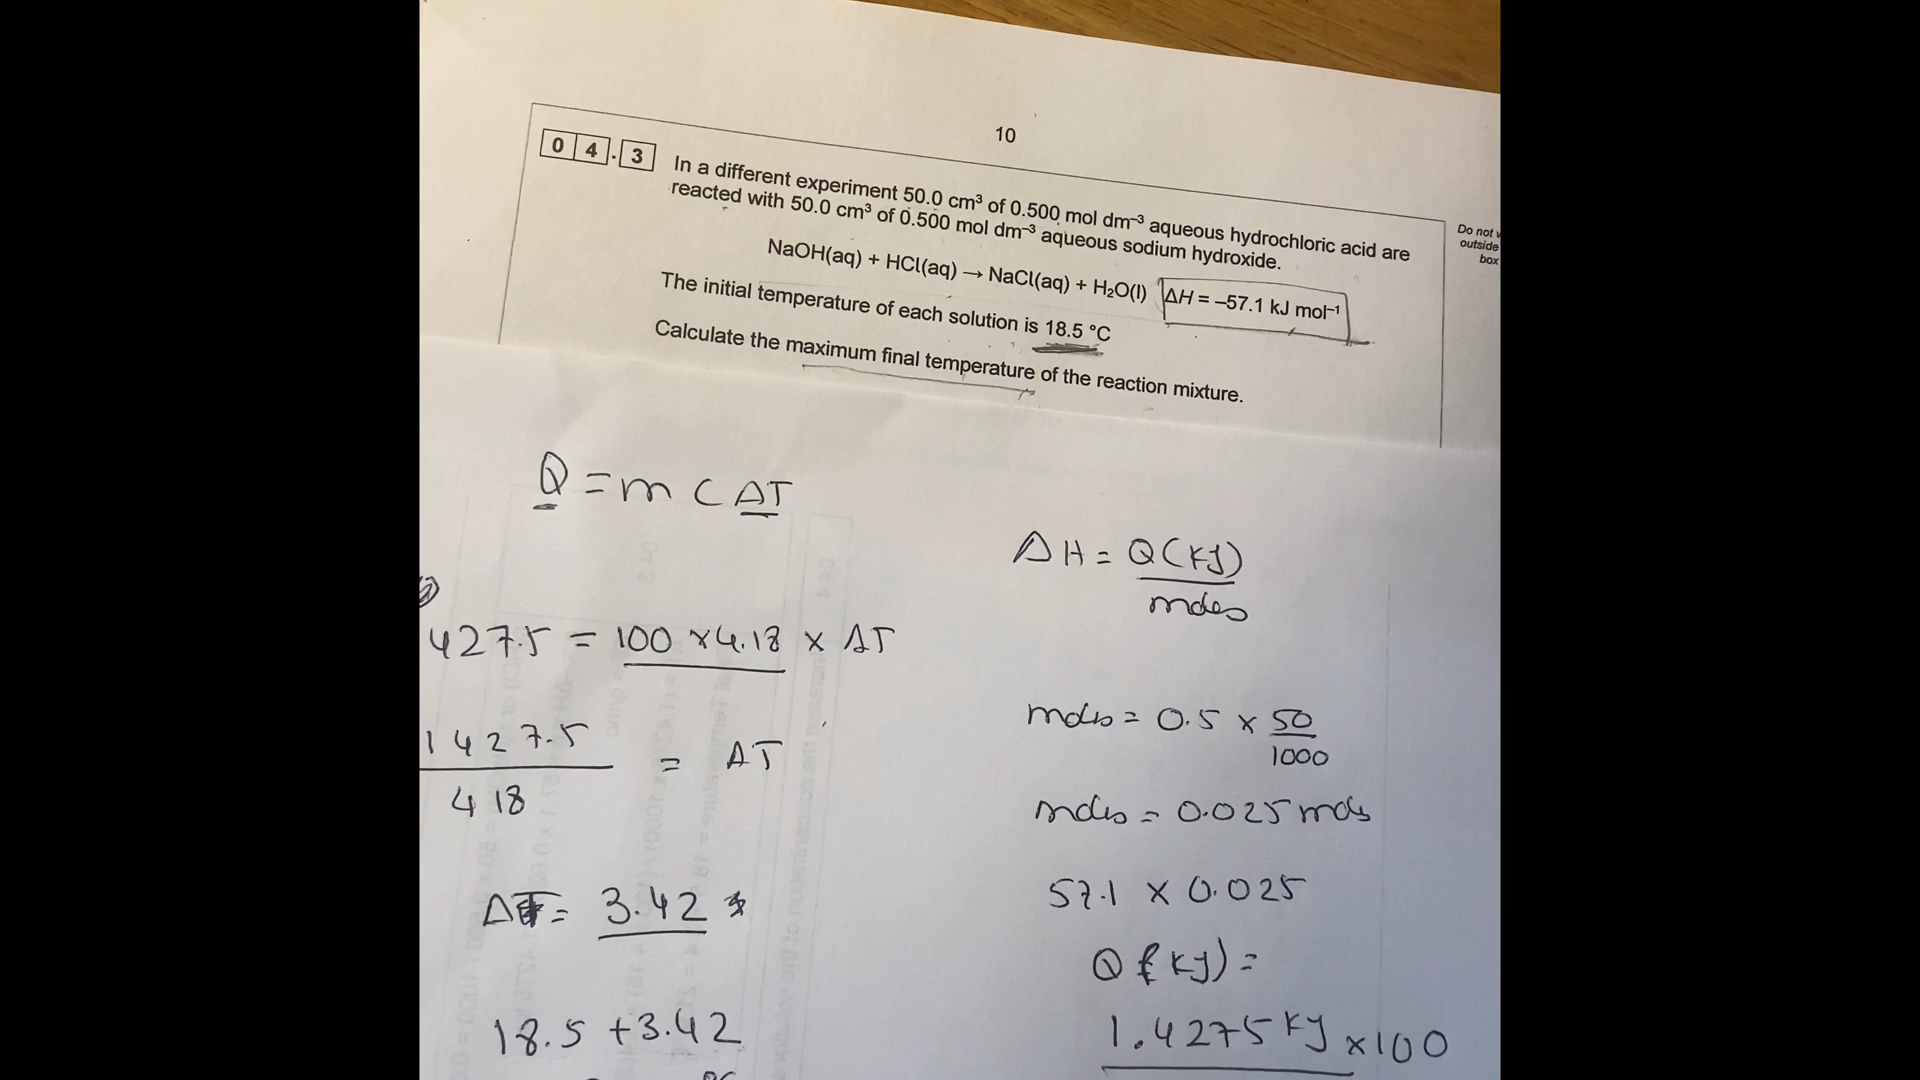 10
0 4 . 3
In a different experiment 50.0 cm³ of 0.500 mol dm⁻³ aqueous hydrochloric acid are
reacted with 50.0 cm³ of 0.500 mol dm⁻³ aqueous sodium hydroxide.
NaOH(aq) + HCl(aq) → NaCl(aq) + H₂O(l) ΔH = –57.1 kJ mol⁻¹
The initial temperature of each solution is 18.5 °C
Calculate the maximum final temperature of the reaction mixture.
Do not
outside
box
Q = m c ΔT
427.5 = 100 × 4.18 × ΔT
1427.5
418
= ΔT
ΔT = 3.42
18.5 + 3.42
ΔH = Q(KJ)
moles
moles = 0.5 × 50
1000
moles = 0.025 mols
57.1 × 0.025
Q (KJ) =
1.4275 KJ × 100